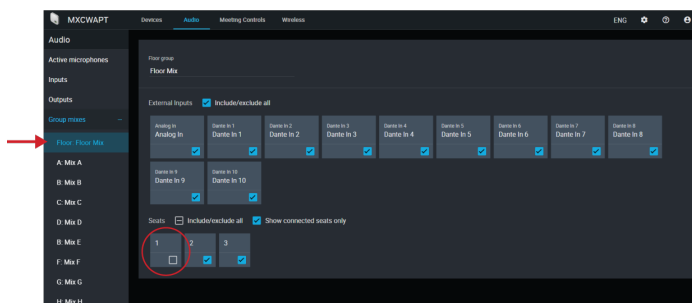 MXCWAPT
Devices Audio Meeting Controls Wireless ENG
Audio
Active microphones
Inputs
Outputs
Group mixes
Floor: Floor Mix
A: Mix A
B: Mix B
C: Mix C
D: Mix D
B: Mix E
F: Mix F
G: Mix G
H: Mix H
Floor group
Floor Mix
External Inputs Include/exclude all
Analog In
Analog In
Dante In 1
Dante In 1
Dante In 2
Dante In 2
Dante In 3
Dante In 3
Dante In 4
Dante In 4
Dante In 5
Dante In 5
Dante In 6
Dante In 6
Dante In 7
Dante In 7
Dante In 8
Dante In 8
Dante In 9
Dante In 9
Dante In 10
Dante In 10
Seats Include/exclude all Show connected seats only
1 2 3